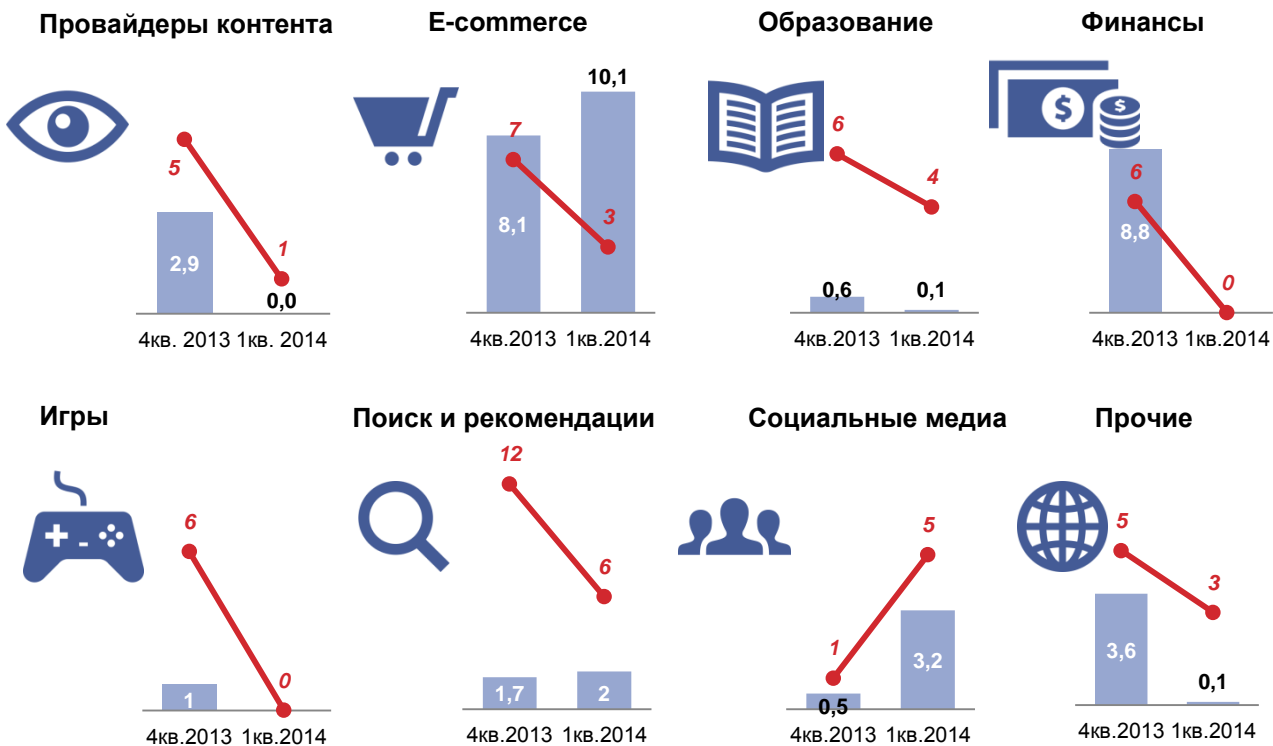 Провайдеры контента
5
1
2,9
0,0
4кв. 2013 1кв. 2014
E-commerce
10,1
7
3
8,1
4кв.2013 1кв.2014
Образование
6
4
0,6
0,1
4кв.2013 1кв.2014
Финансы
$
$
6
8,8
0
4кв.2013 1кв.2014
Игры
6
0
1
4кв.2013 1кв.2014
Поиск и рекомендации
12
6
1,7
2
4кв.2013 1кв.2014
Социальные медиа
5
1
3,2
0,5
4кв.2013 1кв.2014
Прочие
5
3
3,6
0,1
4кв.2013 1кв.2014